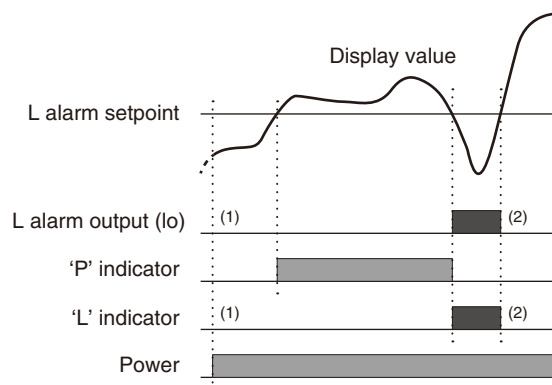 Display value
L alarm setpoint
L alarm output (lo) (1) (2)
‘P’ indicator
‘L’ indicator (1) (2)
Power